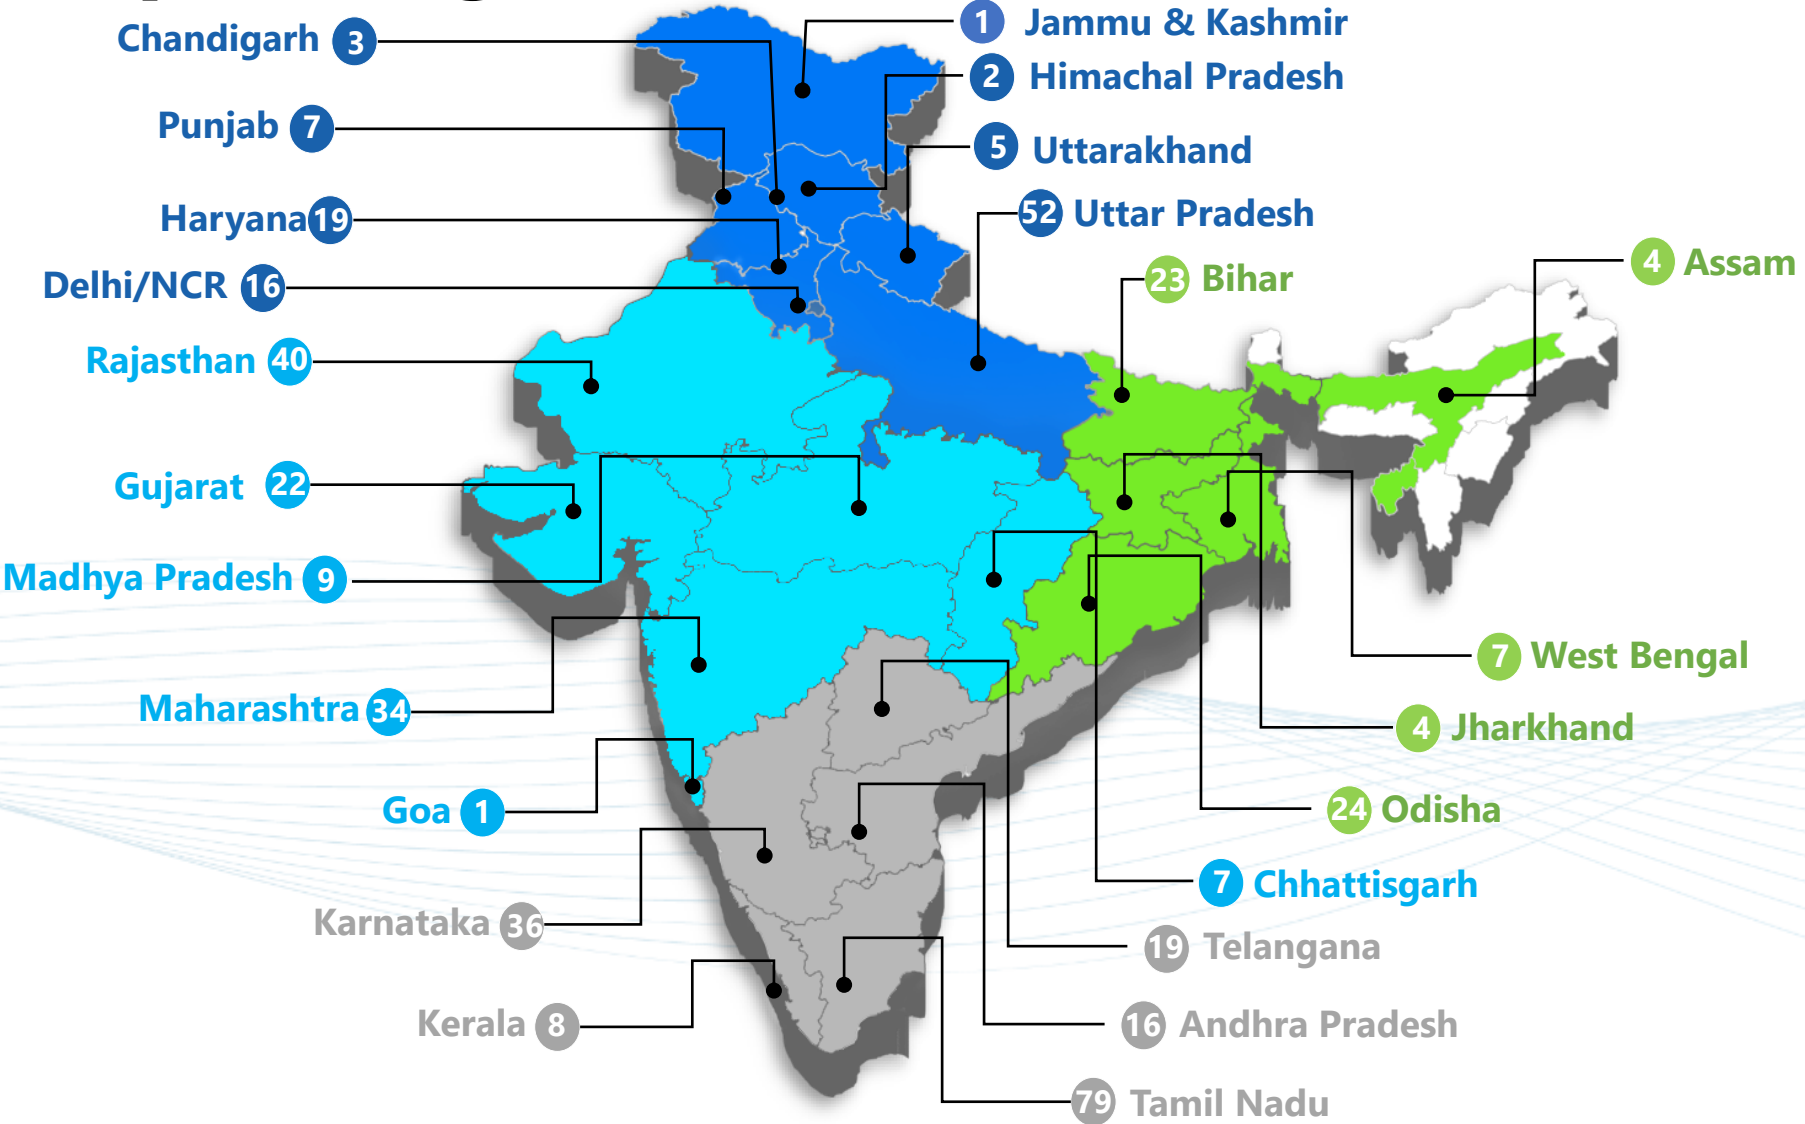 Chandigarh 3
1 Jammu & Kashmir
2 Himachal Pradesh
Punjab 7
5 Uttarakhand
Haryana 19
52 Uttar Pradesh
Delhi/NCR 16
23 Bihar
4 Assam
Rajasthan 40
Gujarat 22
Madhya Pradesh 9
7 West Bengal
Maharashtra 34
4 Jharkhand
Goa 1
24 Odisha
7 Chhattisgarh
Karnataka 36
19 Telangana
Kerala 8
16 Andhra Pradesh
79 Tamil Nadu